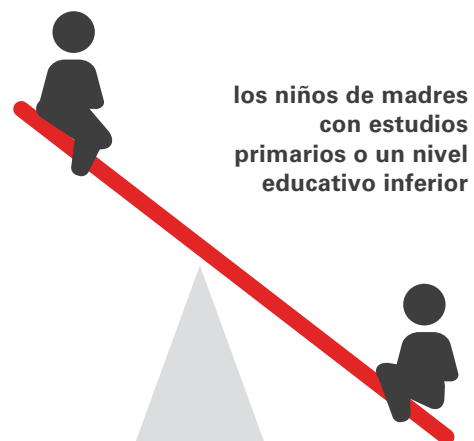 los niños de madres
con estudios
primarios o un nivel
educativo inferior